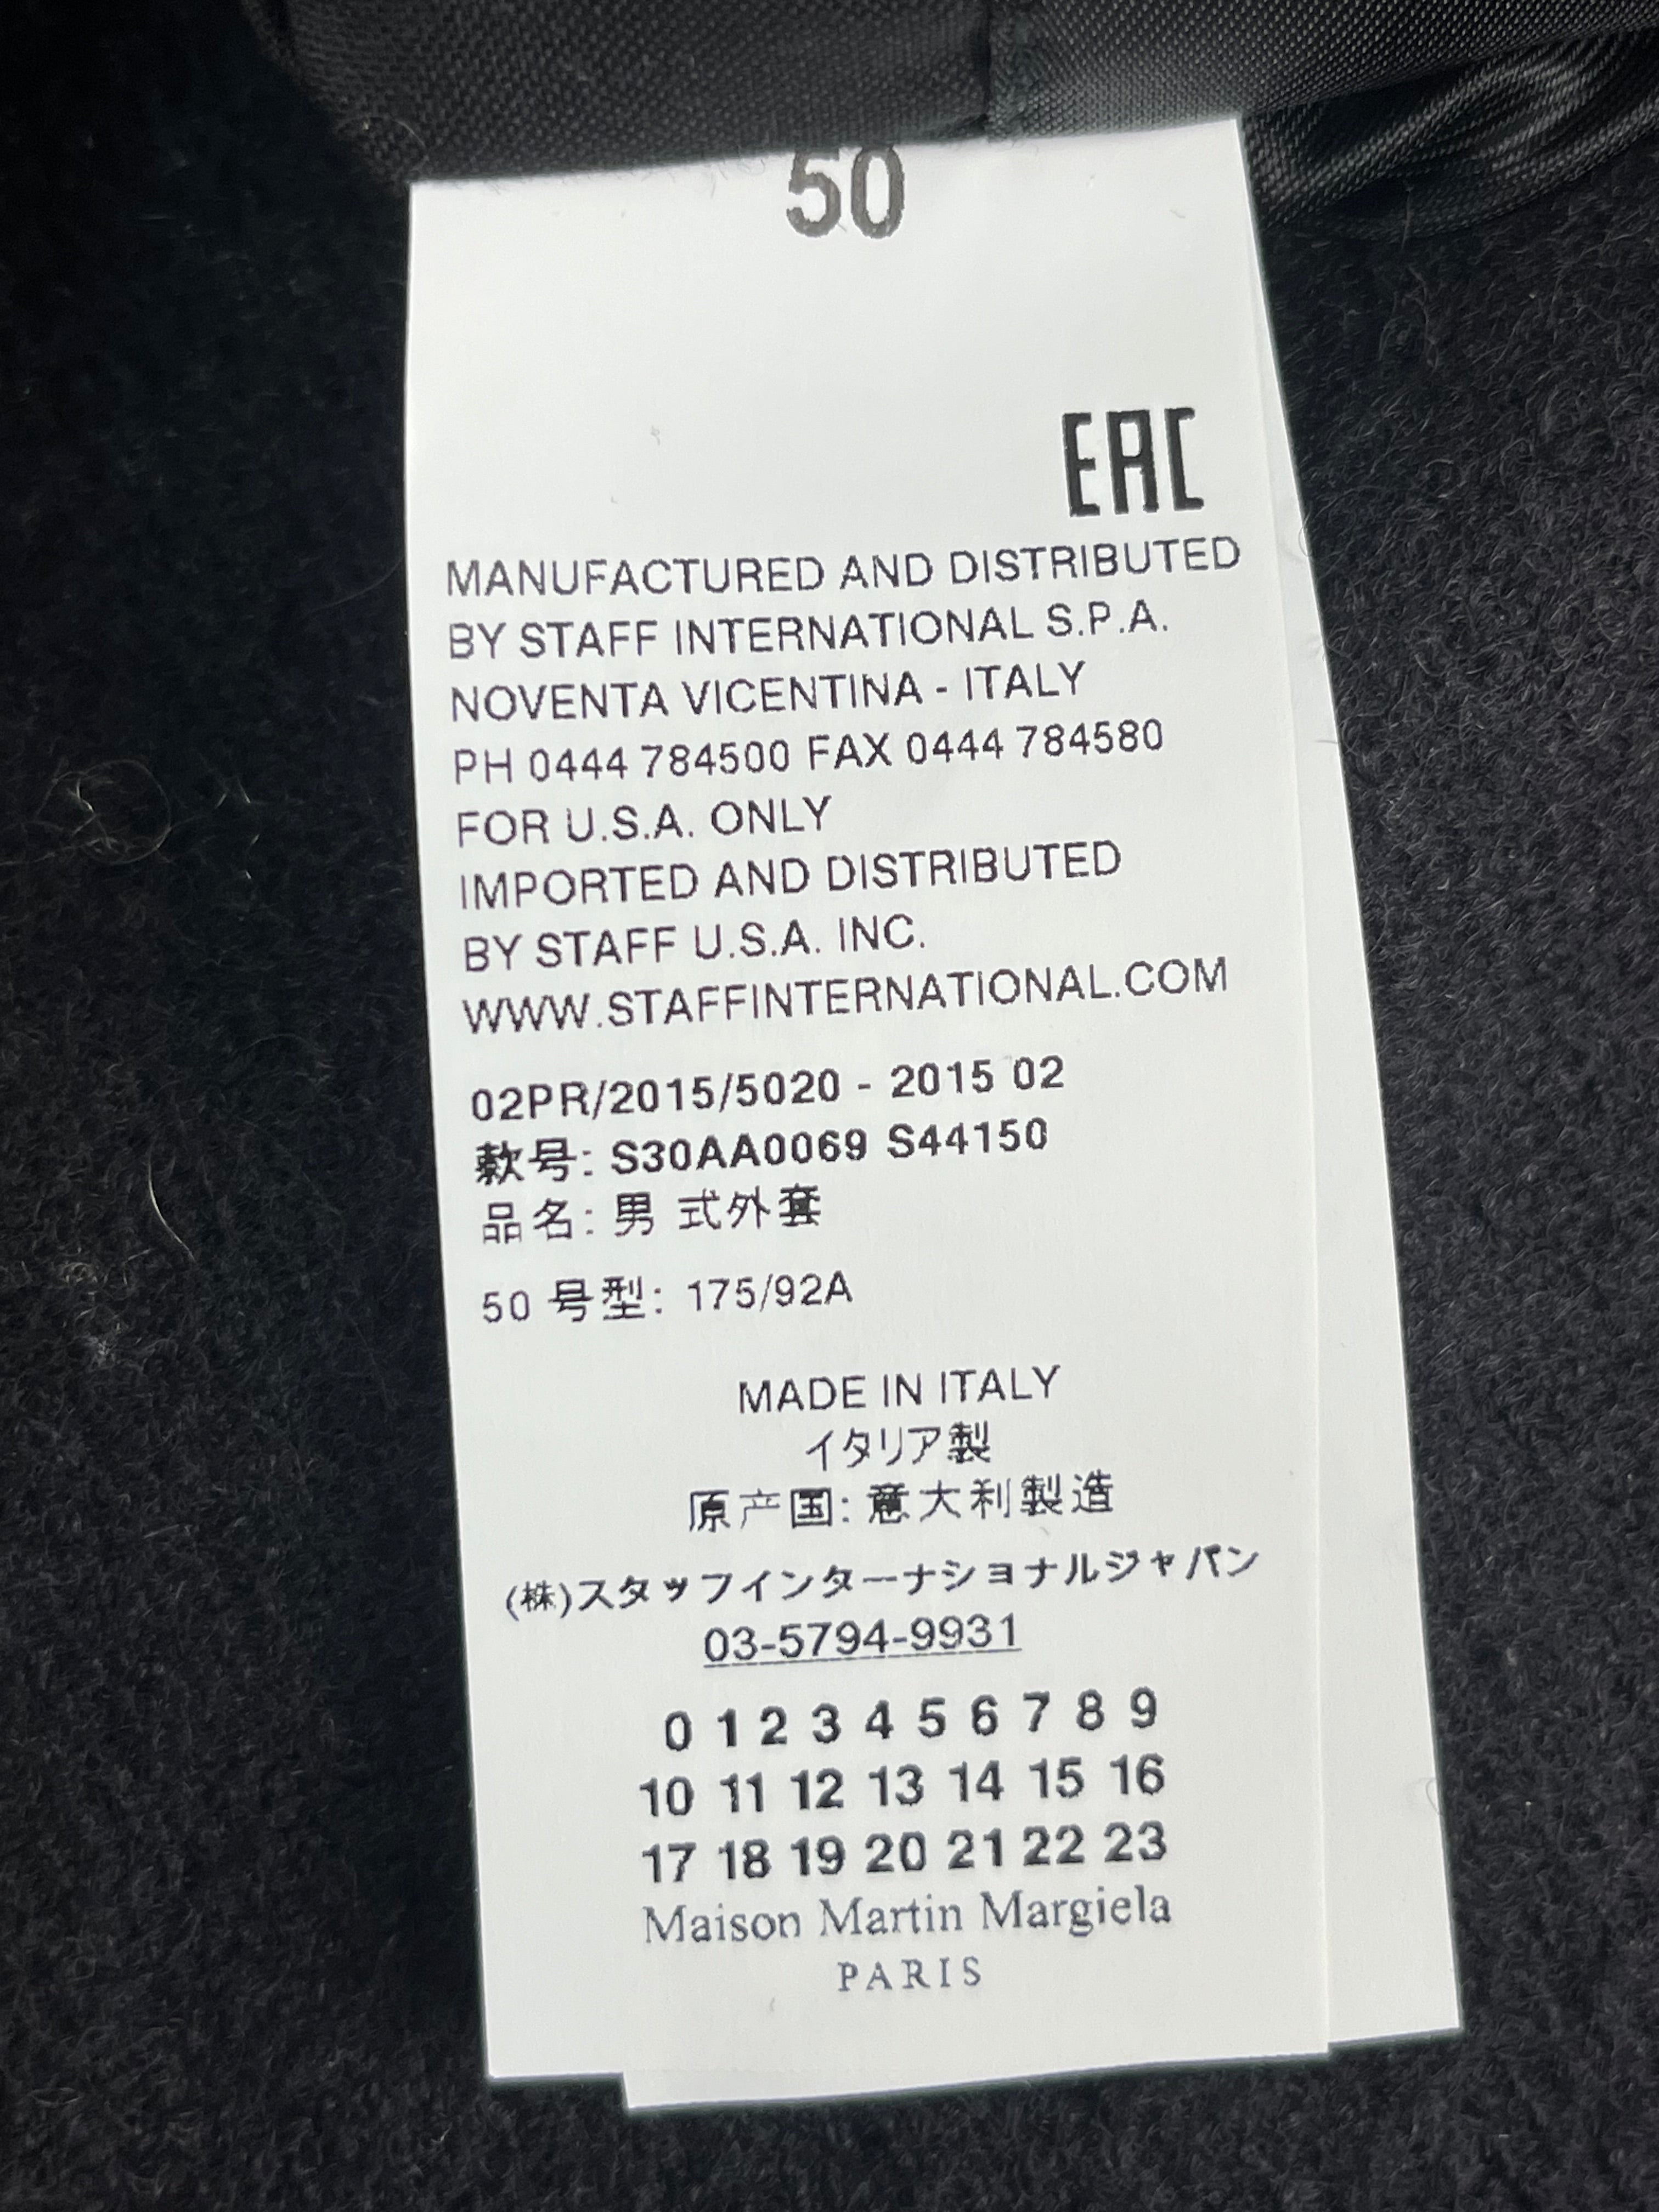 50
EAC
MANUFACTURED AND DISTRIBUTED
BY STAFF INTERNATIONAL S.P.A.
NOVENTA VICENTINA - ITALY
PH 0444 784500 FAX 0444 784580
FOR U.S.A. ONLY
IMPORTED AND DISTRIBUTED
BY STAFF U.S.A. INC.
WWW.STAFFINTERNATIONAL.COM
02PR/2015/5020 - 2015 02
款号: S30AA0069 S44150
品名: 男 式外套
50 号型: 175/92A
MADE IN ITALY
イタリア製
原产国: 意大利製造
(株)スタッフインターナショナルジャパン
03-5794-9931
0 1 2 3 4 5 6 7 8 9
10 11 12 13 14 15 16
17 18 19 20 21 22 23
Maison Martin Margiela
PARIS